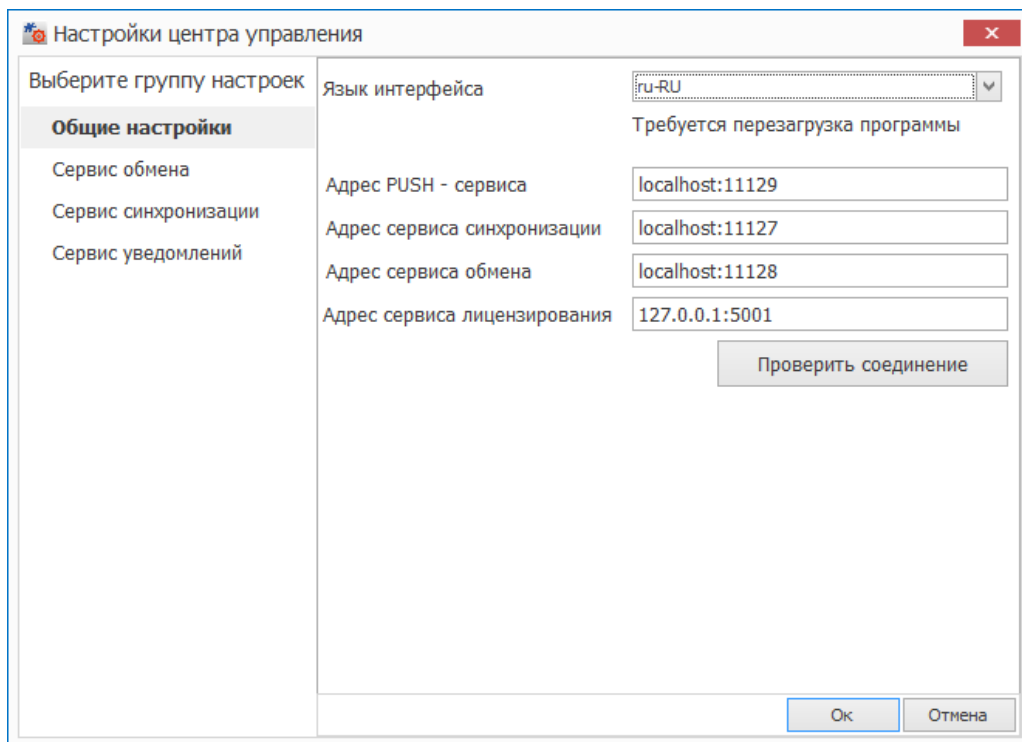 Настройки центра управления
Выберите группу настроек
Общие настройки
Сервис обмена
Сервис синхронизации
Сервис уведомлений
Язык интерфейса ru-RU
Требуется перезагрузка программы
Адрес PUSH - сервиса localhost:11129
Адрес сервиса синхронизации localhost:11127
Адрес сервиса обмена localhost:11128
Адрес сервиса лицензирования 127.0.0.1:5001
Проверить соединение
Ок Отмена